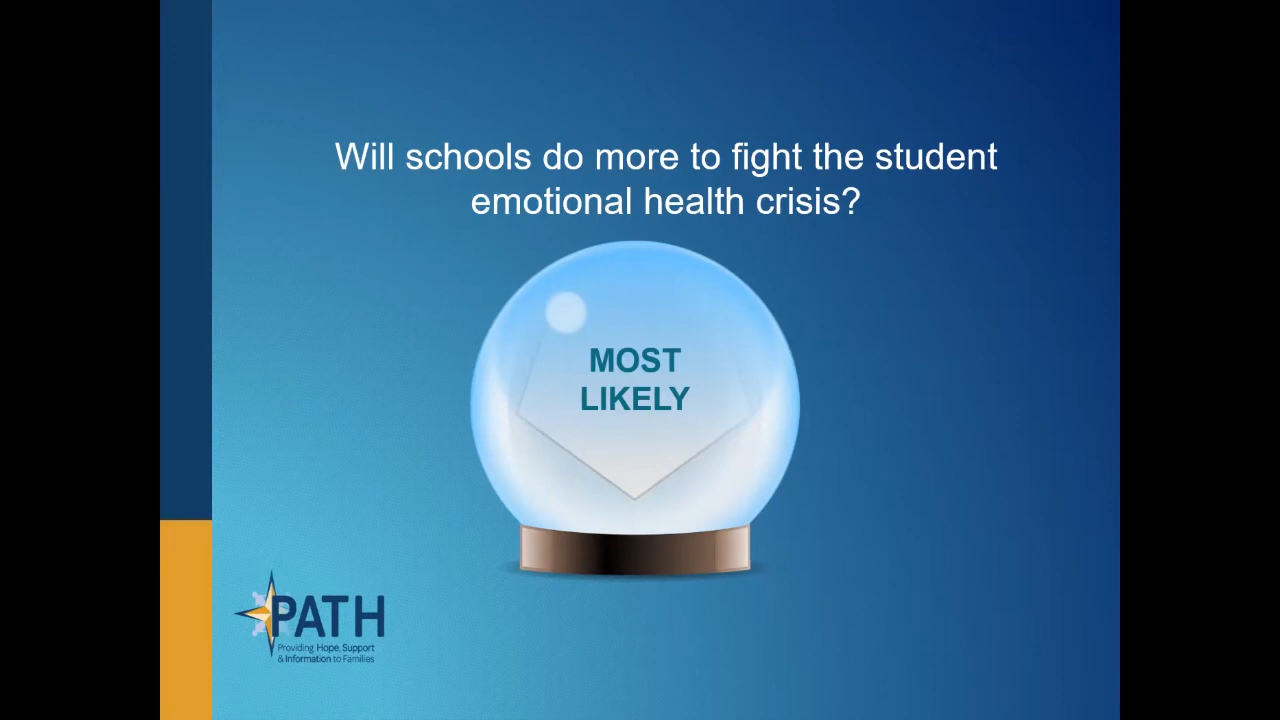 Will schools do more to fight the student
emotional health crisis?
MOST
LIKELY
PATH
Providing Hope, Support
& Information to Families